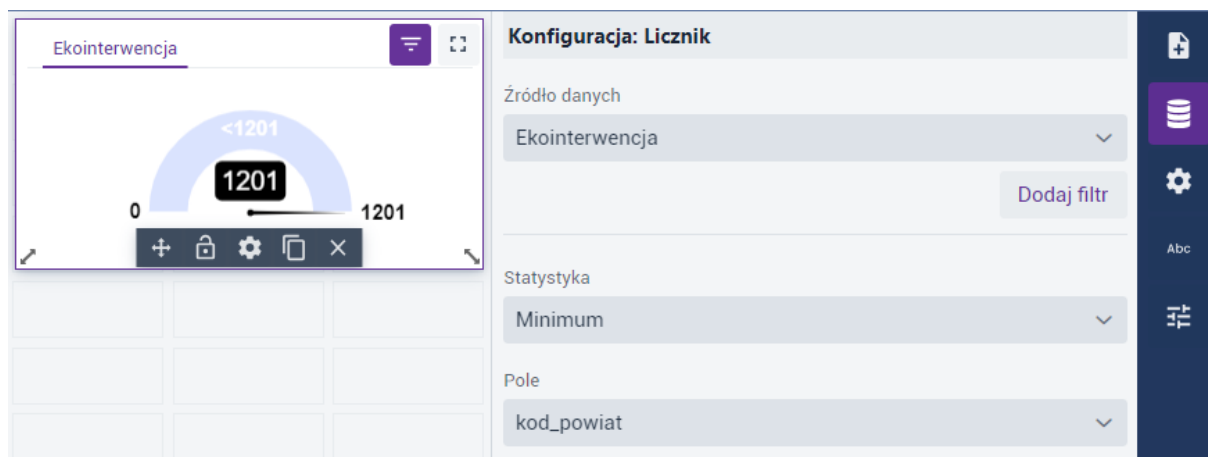 Ekointerwencja
<1201
1201
0
1201
Konfiguracja: Licznik
Źródło danych
Ekointerwencja
Dodaj filtr
Statystyka
Minimum
Pole
kod_powiat
Abc